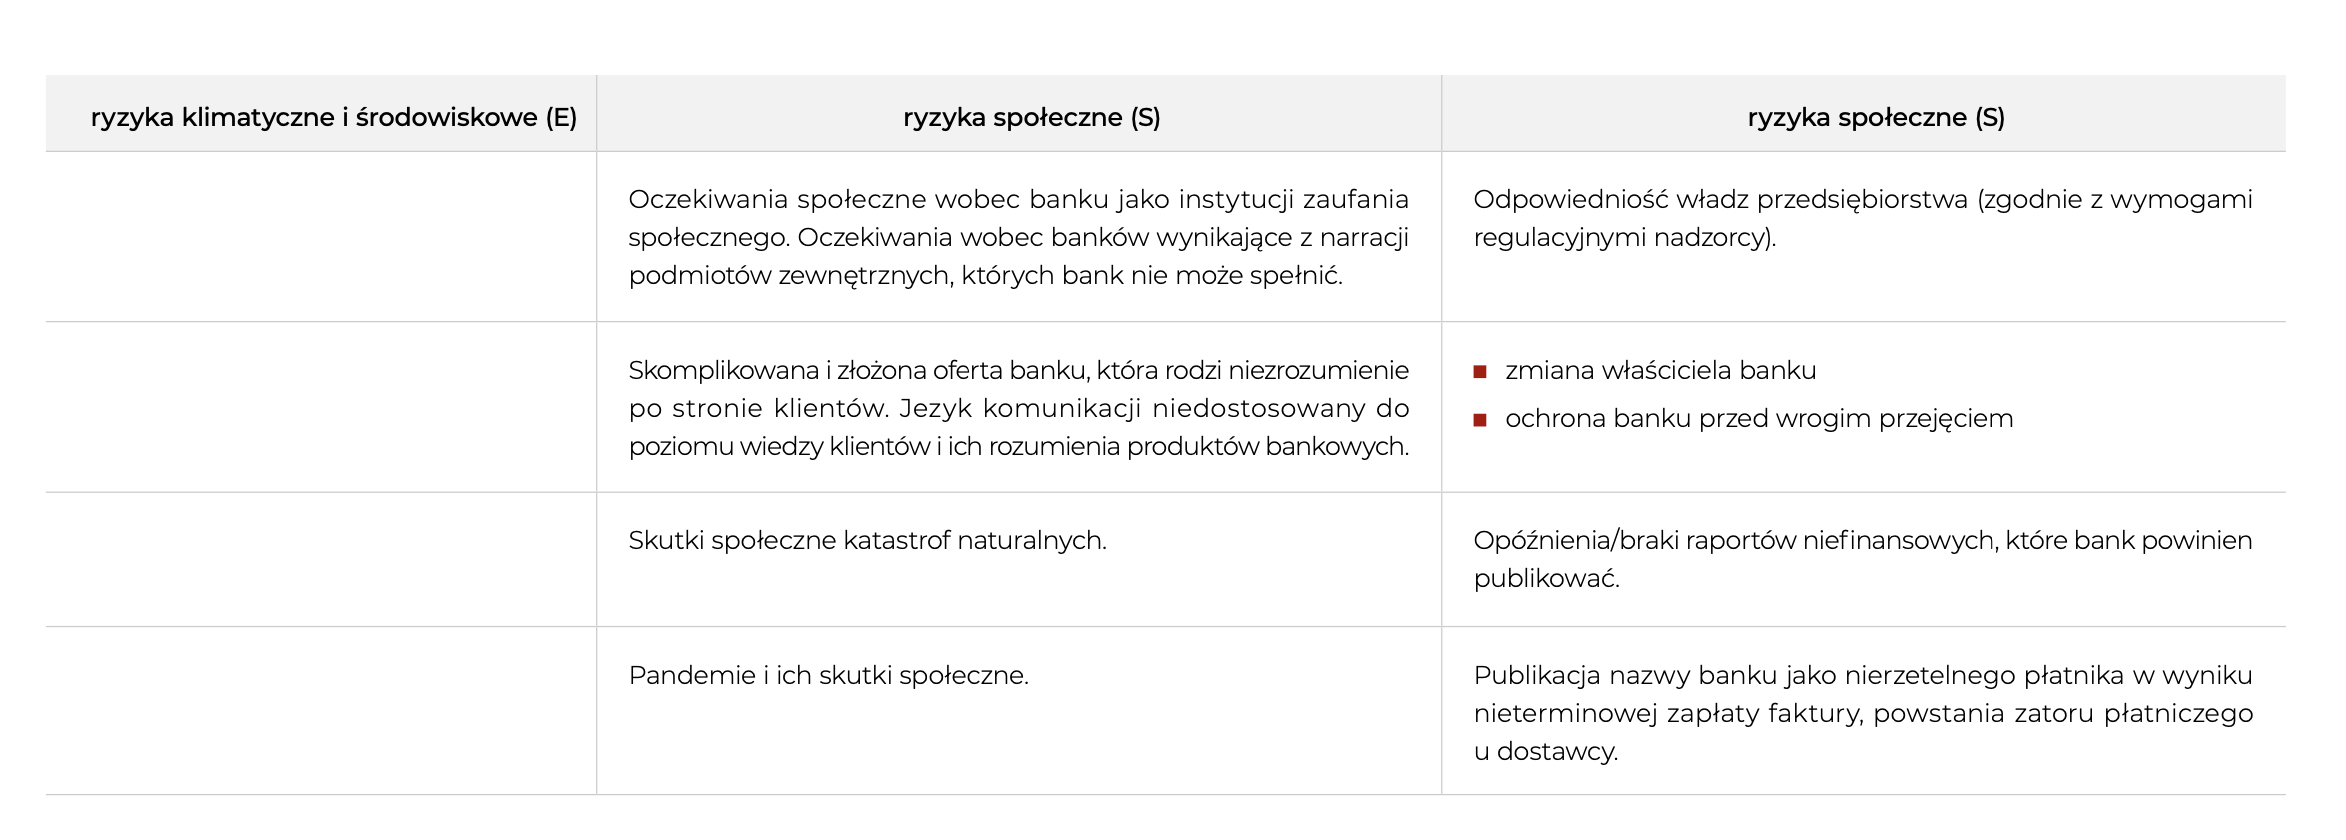 ryzyka klimatyczne i środowiskowe (E)
ryzyka społeczne (S)
ryzyka społeczne (S)
Oczekiwania społeczne wobec banku jako instytucji zaufania
społecznego. Oczekiwania wobec banków wynikające z narracji
podmiotów zewnętrznych, których bank nie może spełnić.
Odpowiedniość władz przedsiębiorstwa (zgodnie z wymogami
regulacyjnymi nadzorcy).
Skomplikowana i złożona oferta banku, która rodzi niezrozumienie
po stronie klientów. Jezyk komunikacji niedostosowany do
poziomu wiedzy klientów i ich rozumienia produktów bankowych.
■ zmiana właściciela banku
■ ochrona banku przed wrogim przejęciem
Skutki społeczne katastrof naturalnych.
Opóźnienia/braki raportów niefinansowych, które bank powinien
publikować.
Pandemie i ich skutki społeczne.
Publikacja nazwy banku jako nierzetelnego płatnika w wyniku
nieterminowej zapłaty faktury, powstania zatoru płatniczego
u dostawcy.